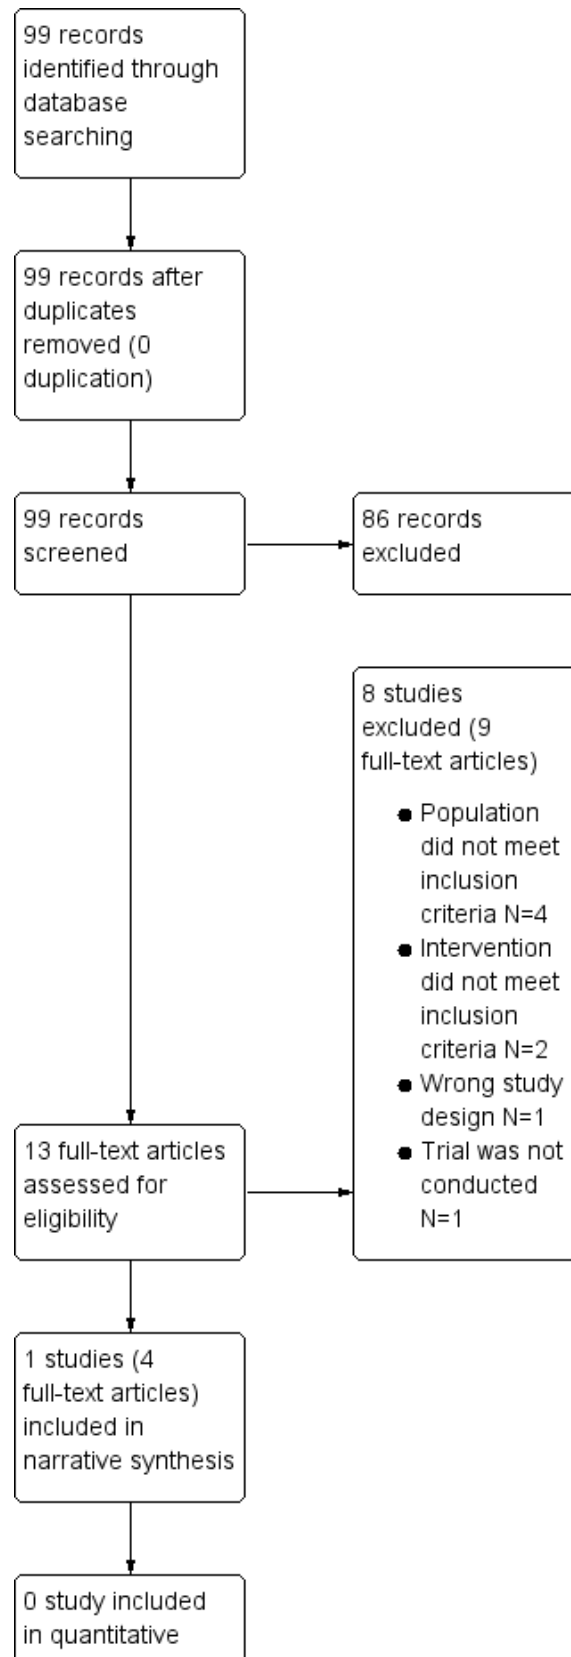 99 records
identified through
database
searching
99 records after
duplicates
removed (0
duplication)
99 records
screened
86 records
excluded
8 studies
excluded (9
full-text articles)
● Population
did not meet
inclusion
criteria N=4
● Intervention
did not meet
inclusion
criteria N=2
● Wrong study
design N=1
● Trial was not
conducted
N=1
13 full-text articles
assessed for
eligibility
1 studies (4
full-text articles)
included in
narrative synthesis
0 study included
in quantitative